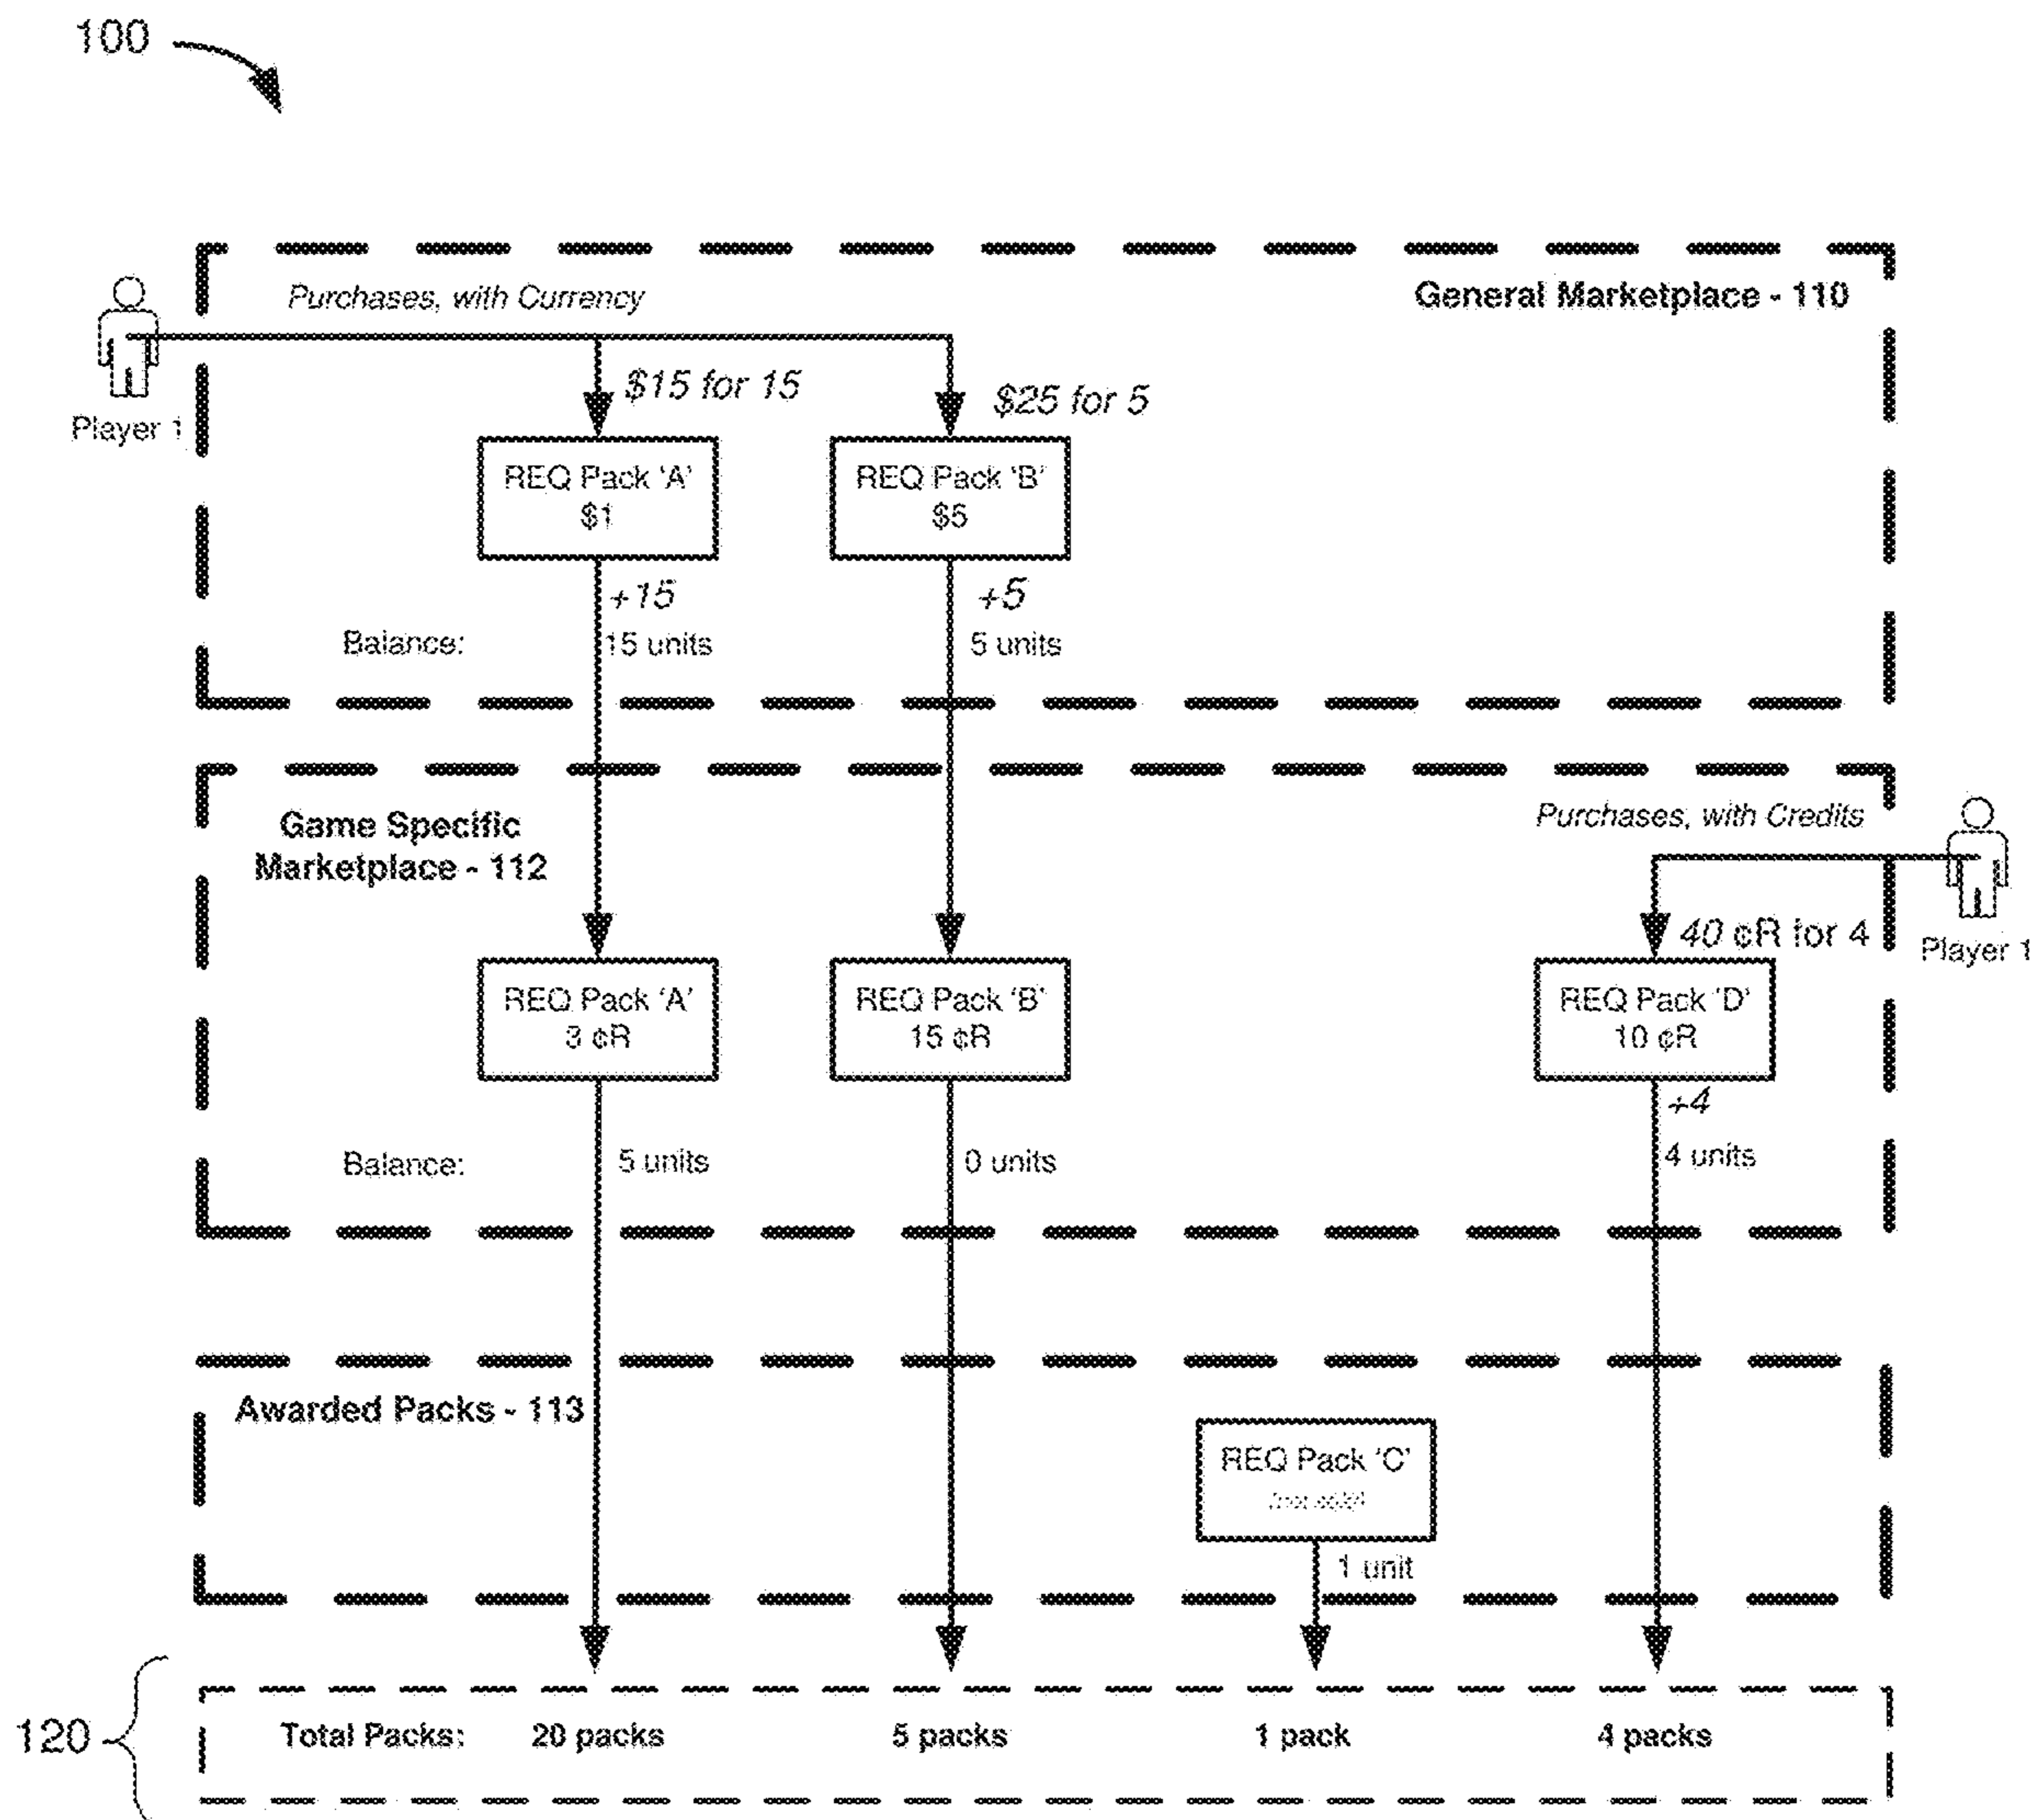 100
Purchases, with Currency
General Marketplace - 110
Player 1
$15 for 15
$25 for 5
REQ Pack 'A'
$1
REQ Pack 'B'
$5
+15
+5
Balance:
15 units
5 units
Game Specific
Marketplace - 112
Purchases, with Credits
Player 1
40 ¢R for 4
REQ Pack 'A'
3 ¢R
REQ Pack 'B'
15 ¢R
REQ Pack 'D'
10 ¢R
+4
Balance:
5 units
0 units
4 units
Awarded Packs - 113
REQ Pack 'C'
1 unit
120
Total Packs:
20 packs
5 packs
1 pack
4 packs